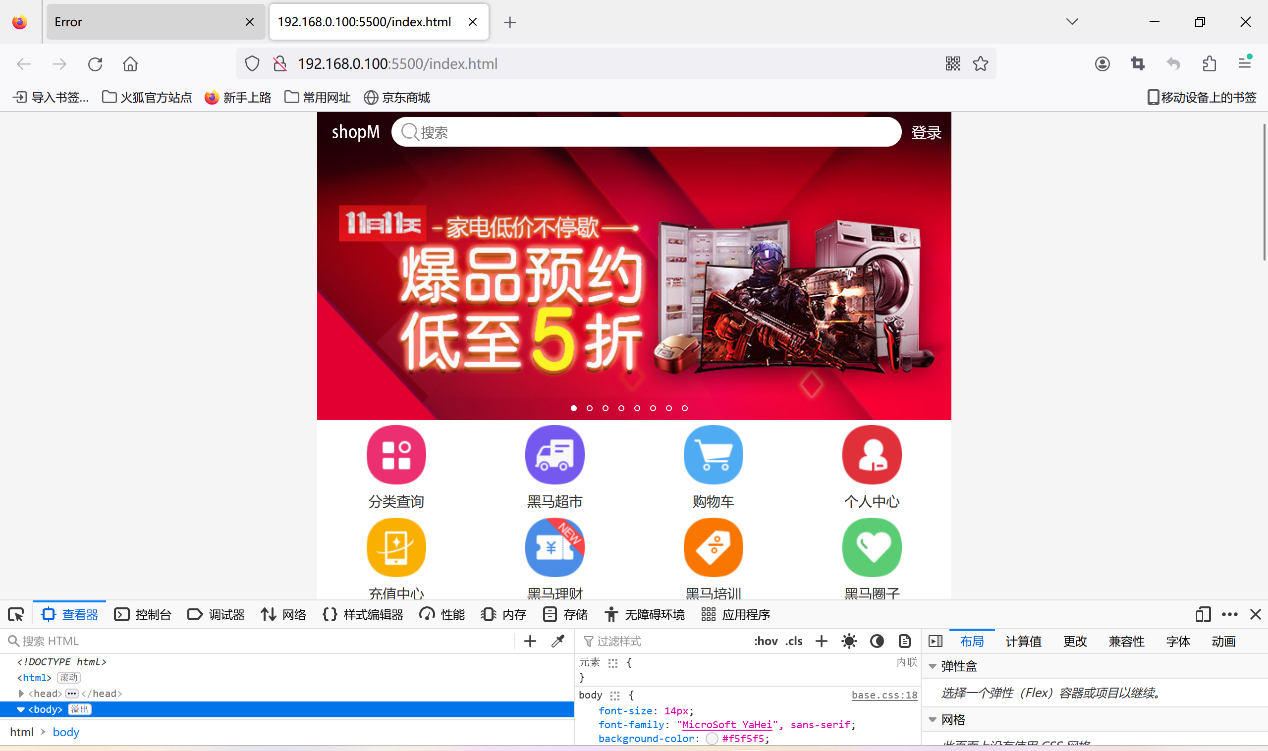 Error
192.168.0.100:5500/index.html
192.168.0.100:5500/index.html
导入书签...
火狐官方站点
新手上路
常用网址
京东商城
移动设备上的书签
shopM
搜索
登录
11月11天
家电低价不停歇
爆品预约
低至5折
分类查询
黑马超市
购物车
个人中心
NEW
充值中心
黑马理财
黑马培训
黑马圈子
查看器
控制台
调试器
网络
样式编辑器
性能
内存
存储
无障碍环境
应用程序
搜索 HTML
过滤样式
:hov .cls
布局
计算值
更改
兼容性
字体
动画
<!DOCTYPE html>
<html> 滚动
<head> ••• </head>
<body> 溢出
html > body
元素 {
内联
}
body {
base.css:18
font-size: 14px;
font-family: "MicroSoft YaHei", sans-serif;
background-color: #f5f5f5;
弹性盒
选择一个弹性（Flex）容器或项目以继续。
网格
此页面上没有使用 CSS 网格